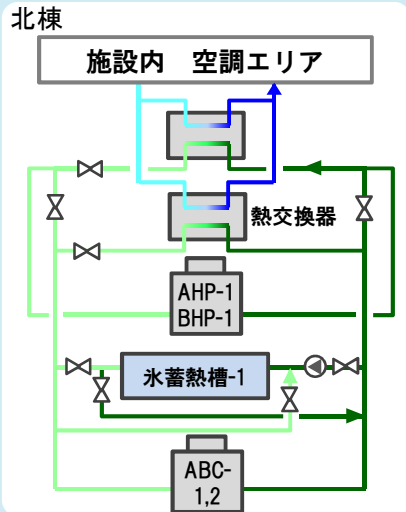 北棟
施設内　空調エリア
熱交換器
AHP-1
BHP-1
氷蓄熱槽-1
ABC-
1,2